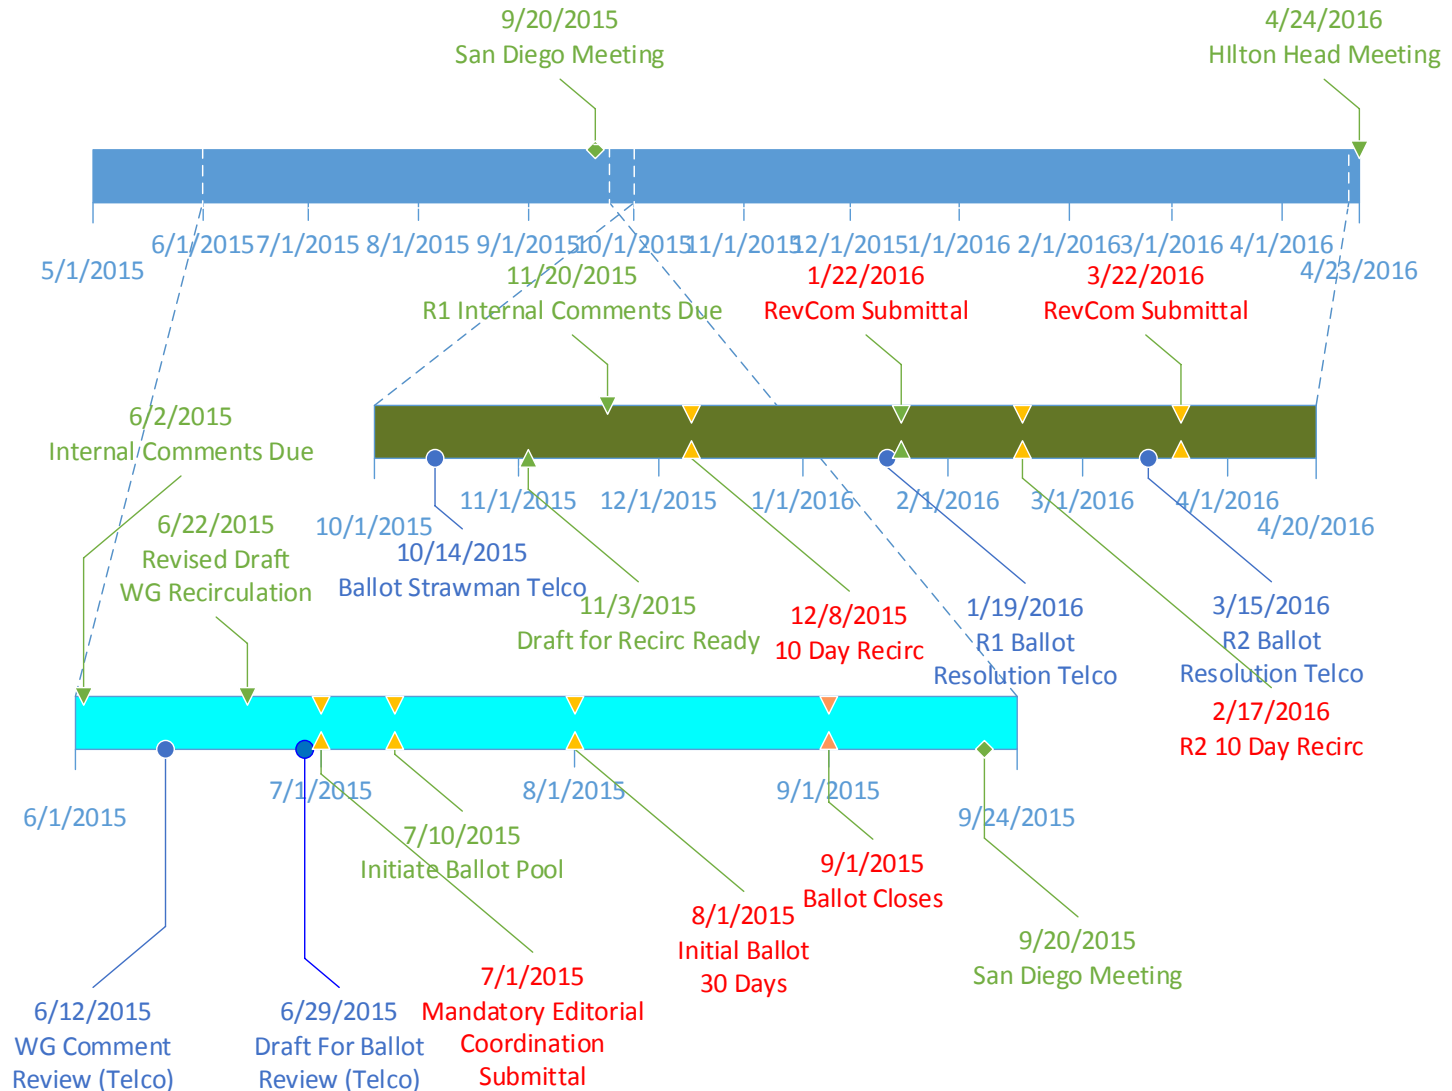 9/20/2015
San Diego Meeting
4/24/2016
HIlton Head Meeting
5/1/2015
6/1/2015
7/1/2015
8/1/2015
9/1/2015
10/1/2015
11/1/2015
12/1/2015
1/1/2016
2/1/2016
3/1/2016
4/1/2016
4/23/2016
11/20/2015
R1 Internal Comments Due
1/22/2016
RevCom Submittal
3/22/2016
RevCom Submittal
10/1/2015
11/1/2015
12/1/2015
1/1/2016
2/1/2016
3/1/2016
4/1/2016
4/20/2016
10/14/2015
Ballot Strawman Telco
11/3/2015
Draft for Recirc Ready
12/8/2015
10 Day Recirc
1/19/2016
R1 Ballot
Resolution Telco
3/15/2016
R2 Ballot
Resolution Telco
2/17/2016
R2 10 Day Recirc
6/2/2015
Internal Comments Due
6/22/2015
Revised Draft
WG Recirculation
6/1/2015
7/1/2015
8/1/2015
9/1/2015
9/24/2015
7/10/2015
Initiate Ballot Pool
9/1/2015
Ballot Closes
8/1/2015
Initial Ballot
30 Days
9/20/2015
San Diego Meeting
6/12/2015
WG Comment
Review (Telco)
6/29/2015
Draft For Ballot
Review (Telco)
7/1/2015
Mandatory Editorial
Coordination
Submittal